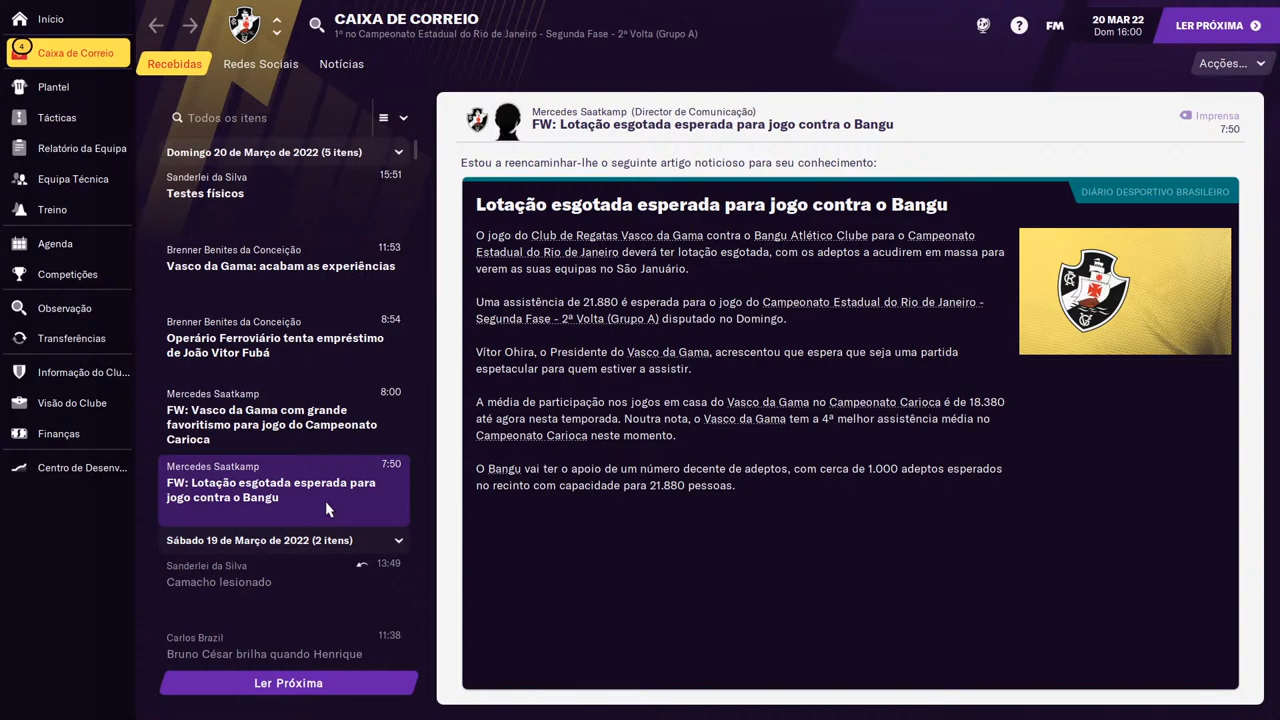 Início
4
Caixa de Correio
Plantel
Tácticas
Relatório da Equipa
Equipa Técnica
Treino
Agenda
Competições
Observação
Transferências
Informação do Clu...
Visão do Clube
Finanças
Centro de Desenv...
CAIXA DE CORREIO
1º no Campeonato Estadual do Rio de Janeiro - Segunda Fase - 2ª Volta (Grupo A)
?
FM
20 MAR 22
Dom 16:00
LER PRÓXIMA
Recebidas
Redes Sociais
Notícias
Acções...
Todos os itens
Domingo 20 de Março de 2022 (5 itens)
Sanderlei da Silva 15:51
Testes físicos
Brenner Benites da Conceição 11:53
Vasco da Gama: acabam as experiências
Brenner Benites da Conceição 8:54
Operário Ferroviário tenta empréstimo
de João Vitor Fubá
Mercedes Saatkamp 8:00
FW: Vasco da Gama com grande
favoritismo para jogo do Campeonato
Carioca
Mercedes Saatkamp 7:50
FW: Lotação esgotada esperada para
jogo contra o Bangu
Sábado 19 de Março de 2022 (2 itens)
Sanderlei da Silva 13:49
Camacho lesionado
Carlos Brazil 11:38
Bruno César brilha quando Henrique
Ler Próxima
Mercedes Saatkamp (Director de Comunicação)
FW: Lotação esgotada esperada para jogo contra o Bangu
Imprensa
7:50
Estou a reencaminhar-lhe o seguinte artigo noticioso para seu conhecimento:
DIÁRIO DESPORTIVO BRASILEIRO
Lotação esgotada esperada para jogo contra o Bangu
O jogo do Club de Regatas Vasco da Gama contra o Bangu Atlético Clube para o Campeonato
Estadual do Rio de Janeiro deverá ter lotação esgotada, com os adeptos a acudirem em massa para
verem as suas equipas no São Januário.
Uma assistência de 21.880 é esperada para o jogo do Campeonato Estadual do Rio de Janeiro -
Segunda Fase - 2ª Volta (Grupo A) disputado no Domingo.
Vítor Ohira, o Presidente do Vasco da Gama, acrescentou que espera que seja uma partida
espetacular para quem estiver a assistir.
A média de participação nos jogos em casa do Vasco da Gama no Campeonato Carioca é de 18.380
até agora nesta temporada. Noutra nota, o Vasco da Gama tem a 4ª melhor assistência média no
Campeonato Carioca neste momento.
O Bangu vai ter o apoio de um número decente de adeptos, com cerca de 1.000 adeptos esperados
no recinto com capacidade para 21.880 pessoas.